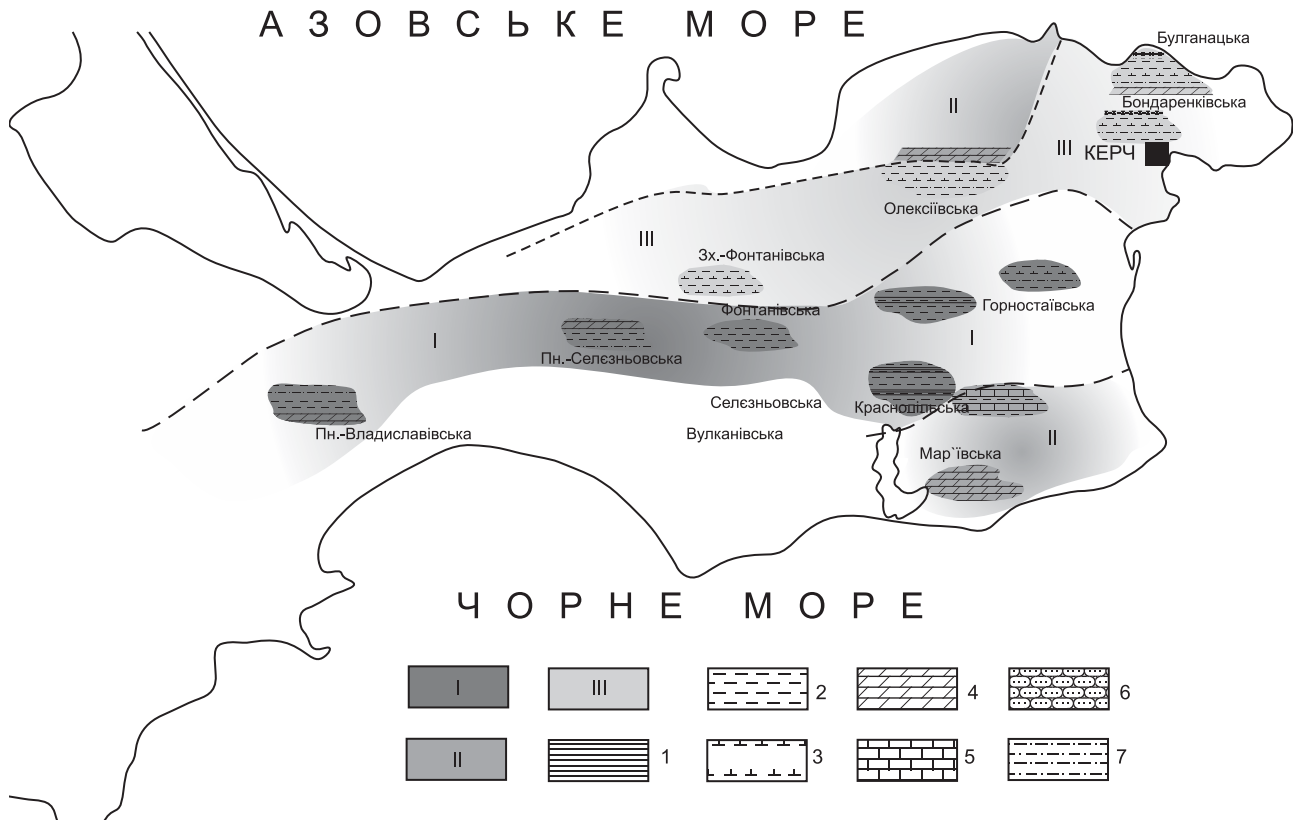 АЗОВСЬКЕ МОРЕ
Булганацька
Бондаренківська
II
III
КЕРЧ
Олексіївська
III
Зх.-Фонтанівська
Горностаївська
Фонтанівська
I
I
Пн.-Селєзньовська
Селєзньовська
Краснопільська
Пн.-Владиславівська
Вулканівська
II
Мар`ївська
ЧОРНЕ МОРЕ
I
III
2
4
6
II
1
3
5
7